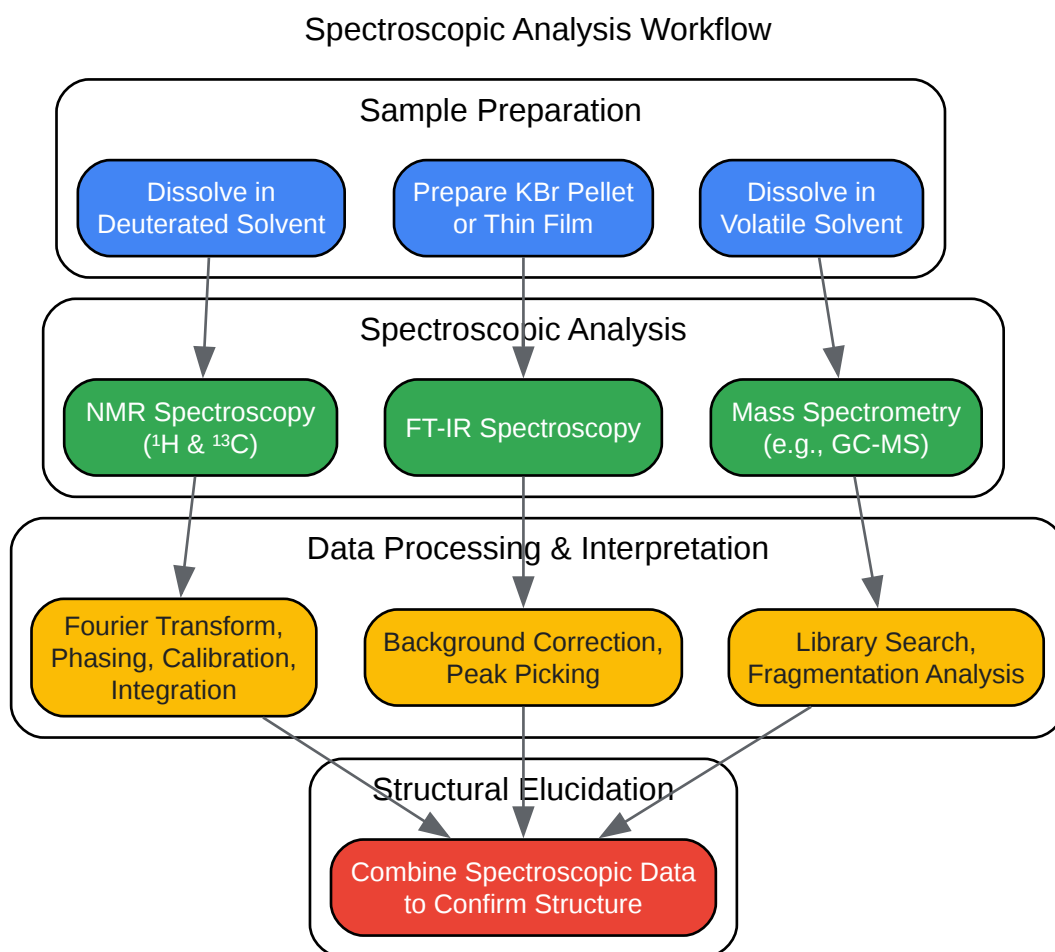 Spectroscopic Analysis Workflow
Sample Preparation
Dissolve in
Deuterated Solvent
Prepare KBr Pellet
or Thin Film
Dissolve in
Volatile Solvent
Spectroscopic Analysis
NMR Spectroscopy
(¹H & ¹³C)
FT-IR Spectroscopy
Mass Spectrometry
(e.g., GC-MS)
Data Processing & Interpretation
Fourier Transform,
Phasing, Calibration,
Integration
Background Correction,
Peak Picking
Library Search,
Fragmentation Analysis
Structural Elucidation
Combine Spectroscopic Data
to Confirm Structure